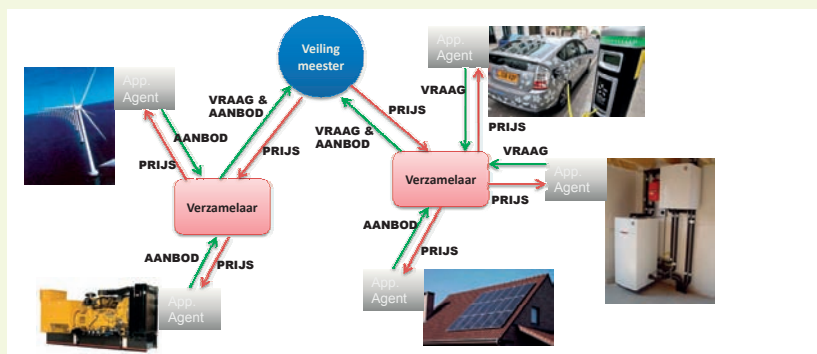 Veiling
meester
App.
Agent
VRAAG &
AANBOD
AANBOD
PRIJS
PRIJS
Verzamelaar
AANBOD
PRIJS
App.
Agent
App.
Agent
VRAAG
PRIJS
PRIJS
VRAAG &
AANBOD
VRAAG
App.
Agent
Verzamelaar
PRIJS
AANBOD
PRIJS
App.
Agent